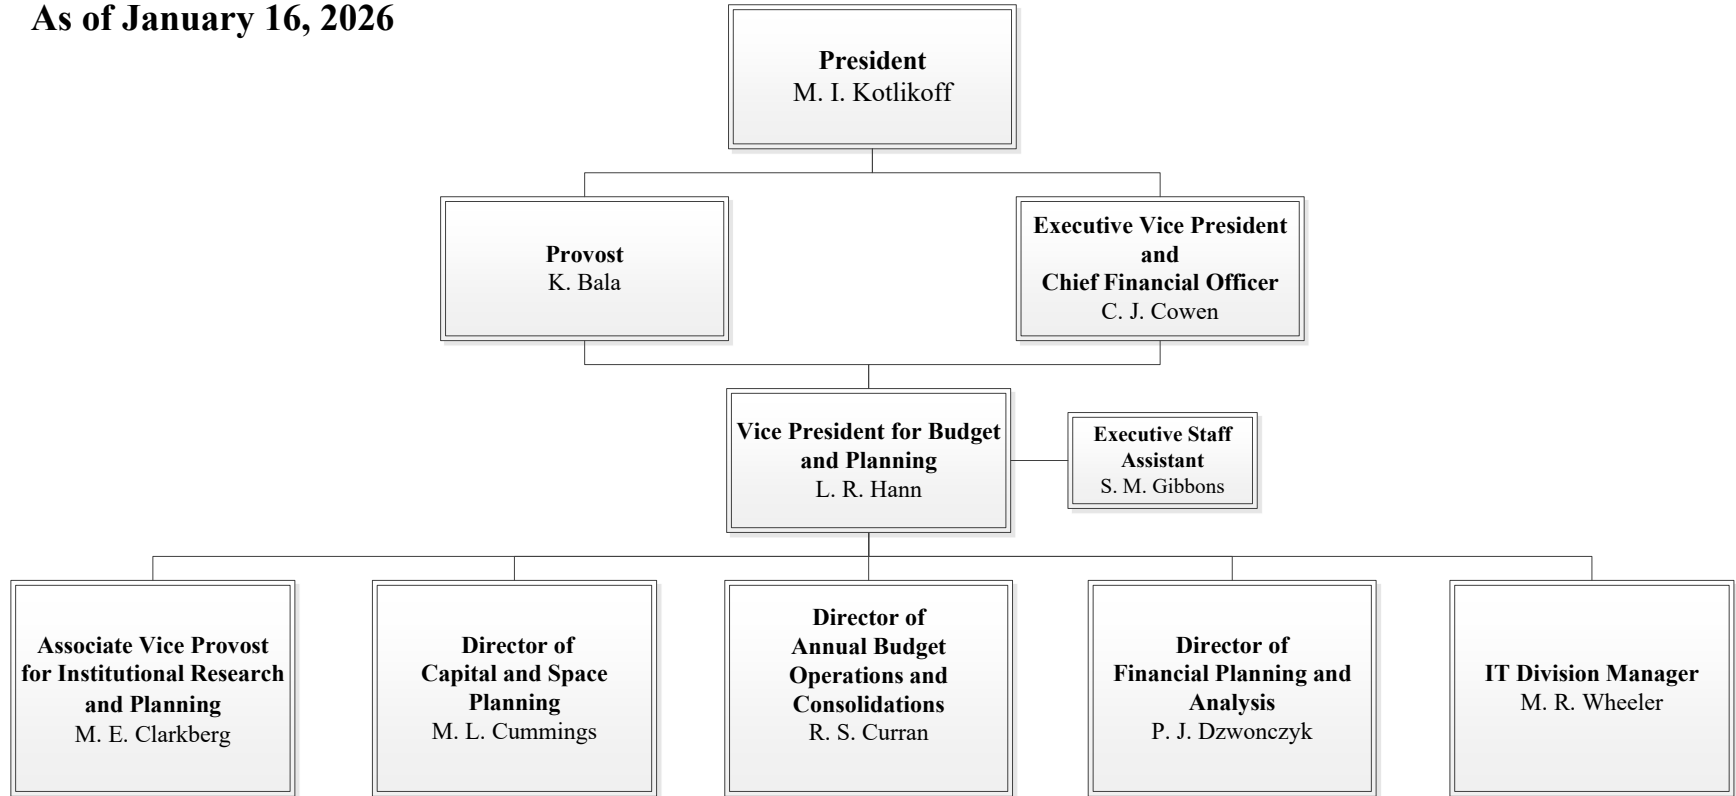 As of January 16, 2026
President
M. I. Kotlikoff
Provost
K. Bala
Executive Vice President
and
Chief Financial Officer
C. J. Cowen
Vice President for Budget
and Planning
L. R. Hann
Executive Staff
Assistant
S. M. Gibbons
Associate Vice Provost
for Institutional Research
and Planning
M. E. Clarkberg
Director of
Capital and Space
Planning
M. L. Cummings
Director of
Annual Budget
Operations and
Consolidations
R. S. Curran
Director of
Financial Planning and
Analysis
P. J. Dzwonczyk
IT Division Manager
M. R. Wheeler